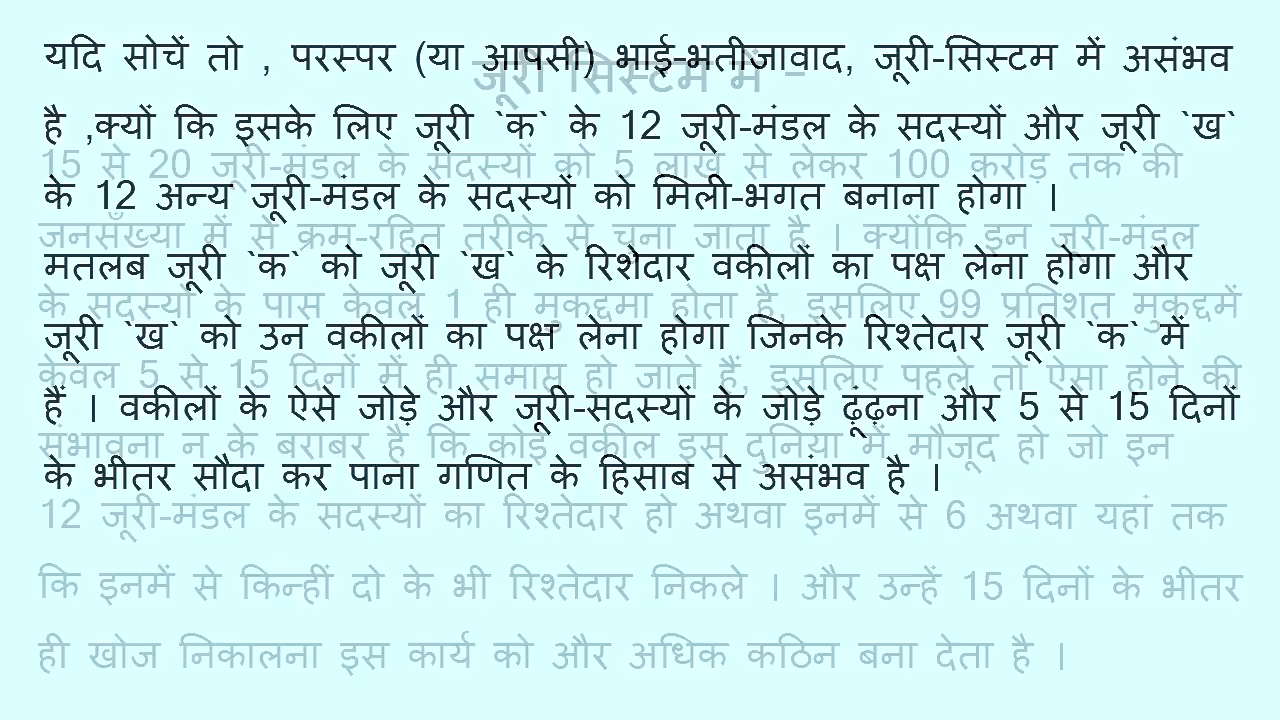 यदि सोचें तो , परस्पर (या आपसी) भाई-भतीजावाद, जूरी-सिस्टम में असंभव
जूरी सिस्टम में –
है ,क्यों कि इसके लिए जूरी `क` के 12 जूरी-मंडल के सदस्यों और जूरी `ख`
15 से 20 जूरी-मंडल के सदस्यों को 5 लाख से लेकर 100 करोड़ तक की
के 12 अन्य जूरी-मंडल के सदस्यों को मिली-भगत बनाना होगा ।
जनसँख्या में से क्रम-रहित तरीके से चुना जाता है । क्योंकि इन जूरी-मंडल
मतलब जूरी `क` को जूरी `ख` के रिशेदार वकीलों का पक्ष लेना होगा और
के सदस्यों के पास केवल 1 ही मुकद्दमा होता है, इसलिए 99 प्रतिशत मुकद्दमें
जूरी `ख` को उन वकीलों का पक्ष लेना होगा जिनके रिश्तेदार जूरी `क` में
केवल 5 से 15 दिनों में ही समाप्त हो जाते हैं, इसलिए पहले तो ऐसा होने की
हैं । वकीलों के ऐसे जोड़े और जूरी-सदस्यों के जोड़े ढूंढ़ना और 5 से 15 दिनों
संभावना न के बराबर है कि कोई वकील इस दुनिया में मौजूद हो जो इन
के भीतर सौदा कर पाना गणित के हिसाब से असंभव है ।
12 जूरी-मंडल के सदस्यों का रिश्तेदार हो अथवा इनमें से 6 अथवा यहां तक
कि इनमें से किन्हीं दो के भी रिश्तेदार निकले । और उन्हें 15 दिनों के भीतर
ही खोज निकालना इस कार्य को और अधिक कठिन बना देता है ।